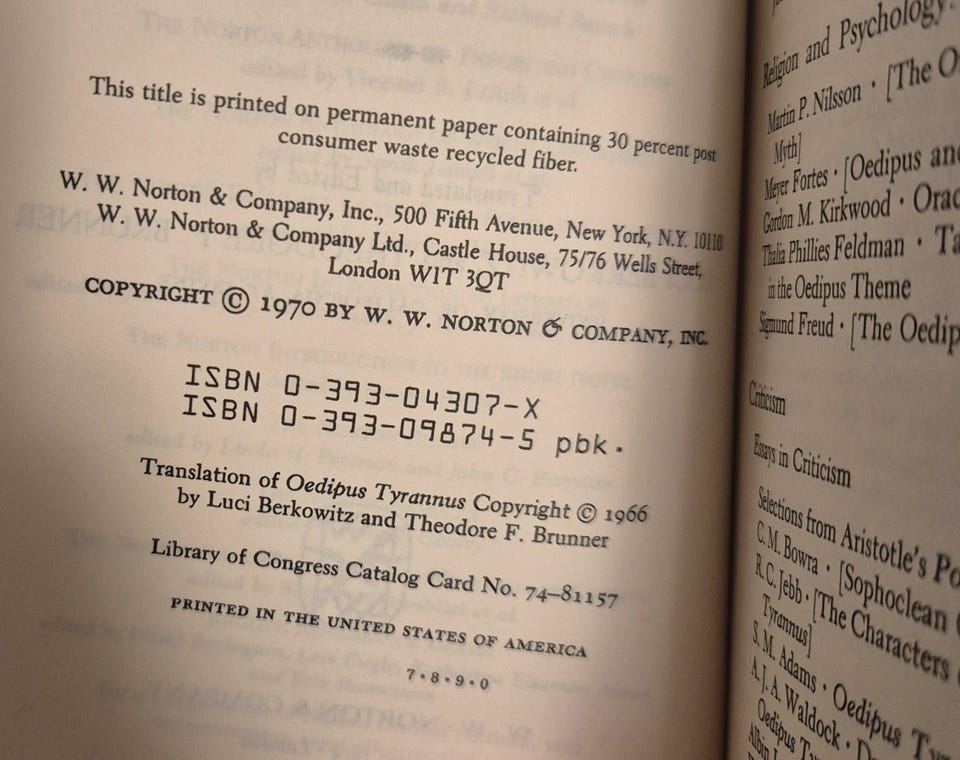 This title is printed on permanent paper containing 30 percent post
consumer waste recycled fiber.
W. W. Norton & Company, Inc., 500 Fifth Avenue, New York, N.Y. 10110
W. W. Norton & Company Ltd., Castle House, 75/76 Wells Street,
London W1T 3QT
COPYRIGHT © 1970 BY W. W. NORTON & COMPANY, INC.
ISBN 0-393-04307-X
ISBN 0-393-09874-5 pbk.
Translation of Oedipus Tyrannus Copyright © 1966
by Luci Berkowitz and Theodore F. Brunner
Library of Congress Catalog Card No. 74-81157
PRINTED IN THE UNITED STATES OF AMERICA
7 · 8 · 9 · 0
Religion and Psychology:
Martin P. Nilsson · [The
Myth]
Meyer Fortes · [Oedipus and
Gordon M. Kirkwood ·
Thalia Phillies Feldman ·
in the Oedipus Theme
Sigmund Freud · [The
Criticism
Essays in Criticism
Selections from Aristotle's
C. M. Bowra · [Sophoclean
R. C. Jebb · [The Characters
Tyrannus]
S. M. Adams · Oedipus
A. J. A. Waldock ·
Oedipus
Albin